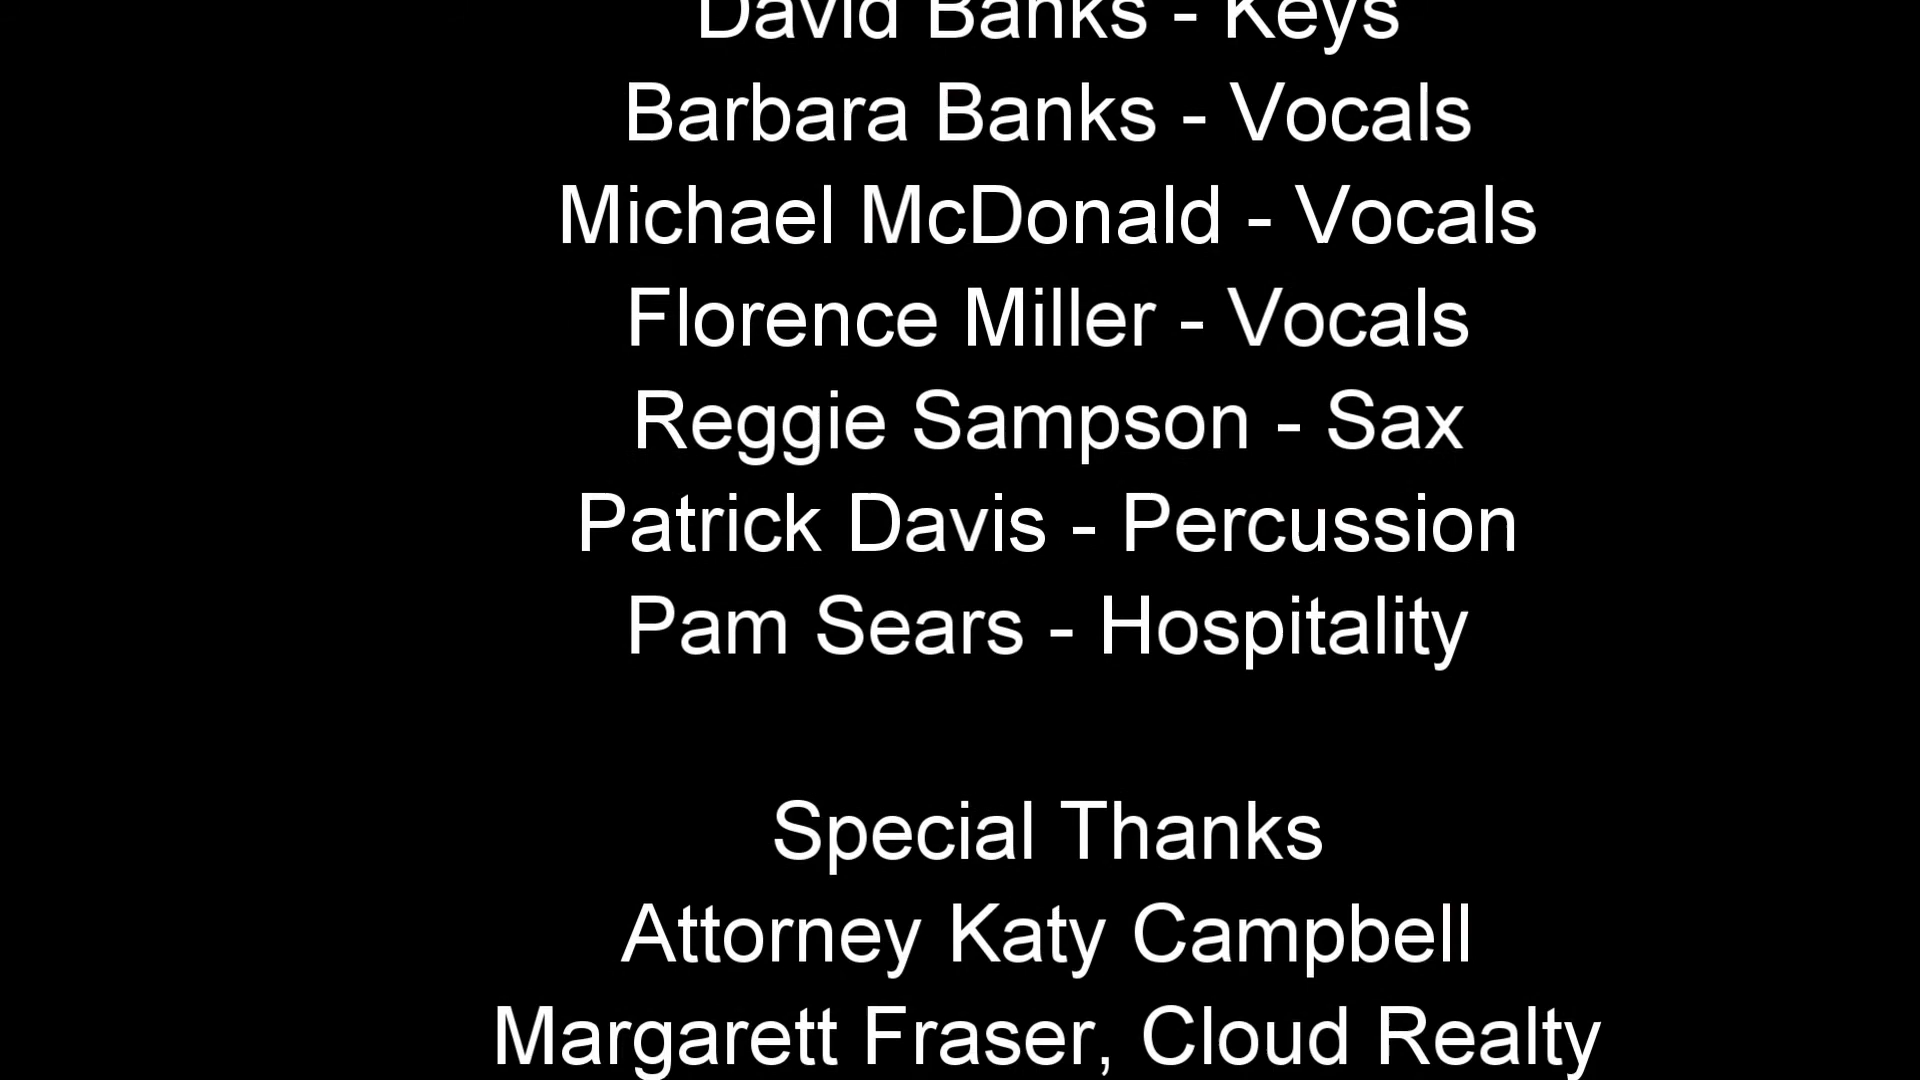 David Banks - Keys
Barbara Banks - Vocals
Michael McDonald - Vocals
Florence Miller - Vocals
Reggie Sampson - Sax
Patrick Davis - Percussion
Pam Sears - Hospitality
Special Thanks
Attorney Katy Campbell
Margarett Fraser, Cloud Realty